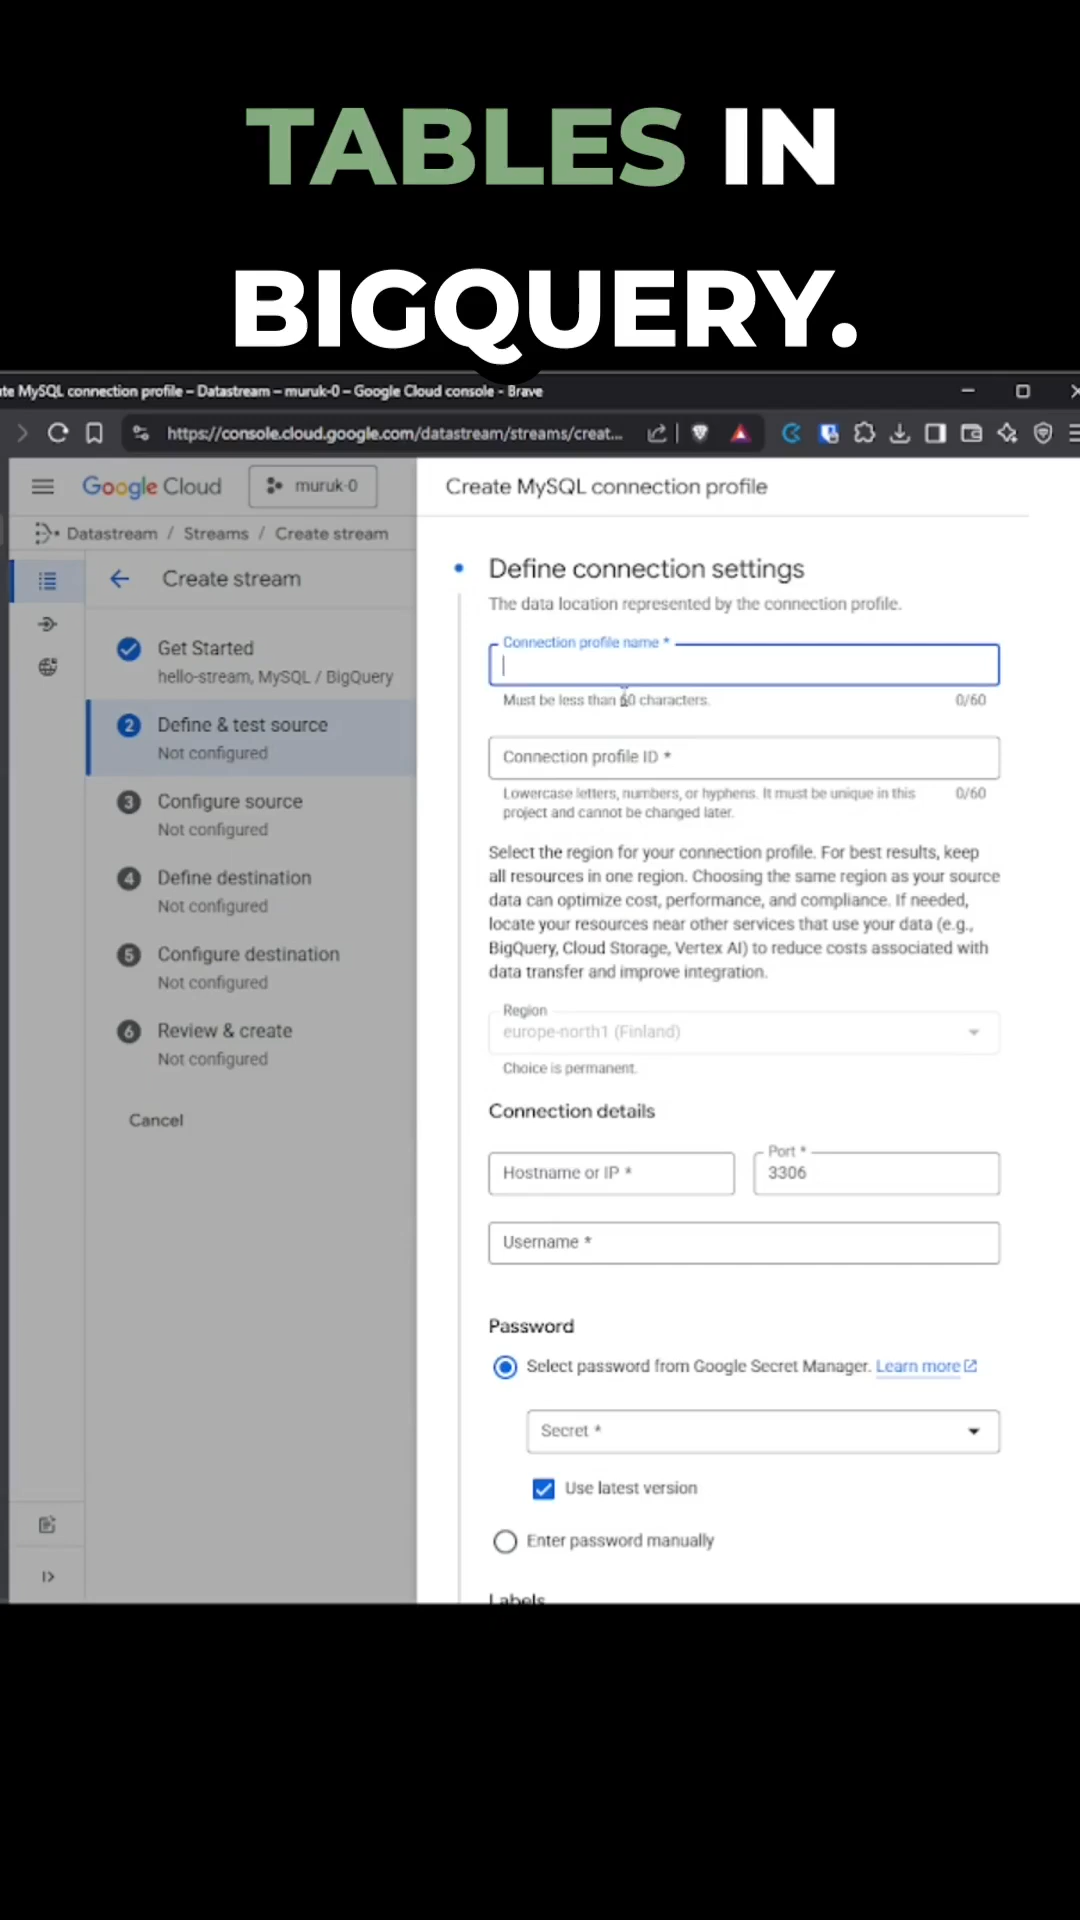 TABLES IN
BIGQUERY.
te MySQL connection profile – Datastream – muruk-0 – Google Cloud console - Brave
https://console.cloud.google.com/datastream/streams/creat...
Google Cloud
muruk-0
Create MySQL connection profile
Datastream / Streams / Create stream
Create stream
Get Started
hello-stream, MySQL / BigQuery
2 Define & test source
Not configured
3 Configure source
Not configured
4 Define destination
Not configured
5 Configure destination
Not configured
6 Review & create
Not configured
Cancel
Define connection settings
The data location represented by the connection profile.
Connection profile name *
Must be less than 60 characters. 0/60
Connection profile ID *
Lowercase letters, numbers, or hyphens. It must be unique in this 0/60
project and cannot be changed later.
Select the region for your connection profile. For best results, keep
all resources in one region. Choosing the same region as your source
data can optimize cost, performance, and compliance. If needed,
locate your resources near other services that use your data (e.g.,
BigQuery, Cloud Storage, Vertex AI) to reduce costs associated with
data transfer and improve integration.
Region
europe-north1 (Finland)
Choice is permanent.
Connection details
Hostname or IP *
Port *
3306
Username *
Password
Select password from Google Secret Manager. Learn more
Secret *
Use latest version
Enter password manually
Labels